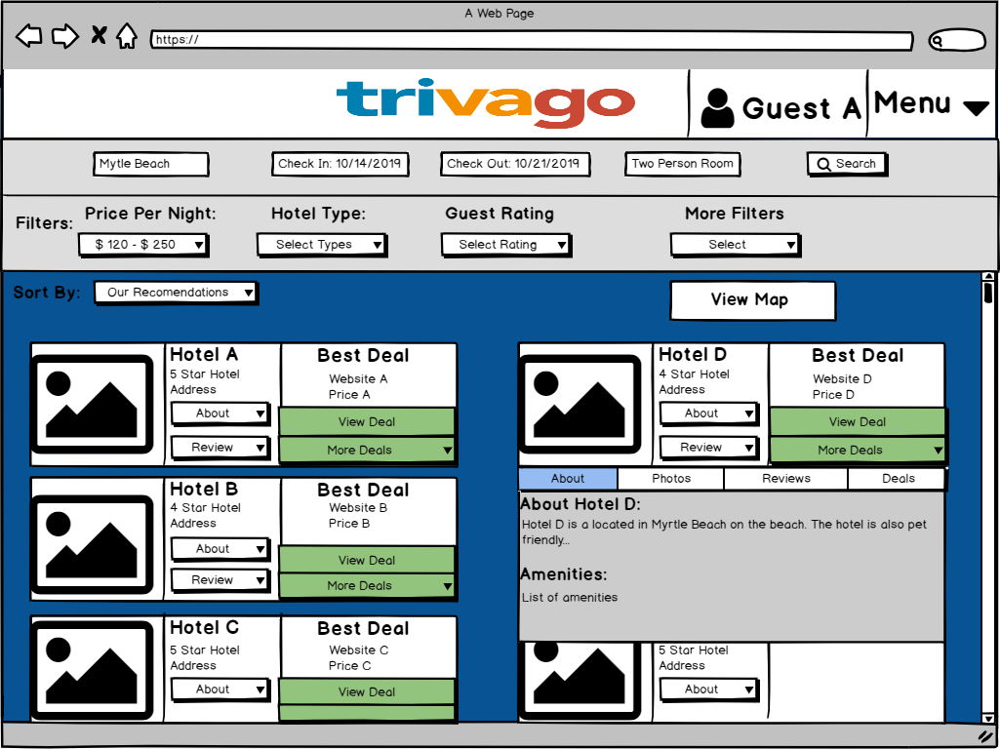 A Web Page
https://
trivago
Guest A
Menu
Mytle Beach
Check In: 10/14/2019
Check Out: 10/21/2019
Two Person Room
Search
Filters:
Price Per Night:
Hotel Type:
Guest Rating
More Filters
$ 120 - $ 250
Select Types
Select Rating
Select
Sort By:
Our Recomendations
View Map
Hotel A
5 Star Hotel
Address
About
Review
Best Deal
Website A
Price A
View Deal
More Deals
Hotel B
4 Star Hotel
Address
About
Review
Best Deal
Website B
Price B
View Deal
More Deals
Hotel C
5 Star Hotel
Address
About
Best Deal
Website C
Price C
View Deal
Hotel D
4 Star Hotel
Address
About
Review
Best Deal
Website D
Price D
View Deal
More Deals
About
Photos
Reviews
Deals
About Hotel D:
Hotel D is a located in Myrtle Beach on the beach. The hotel is also pet
friendly...
Amenities:
List of amenities
5 Star Hotel
Address
About